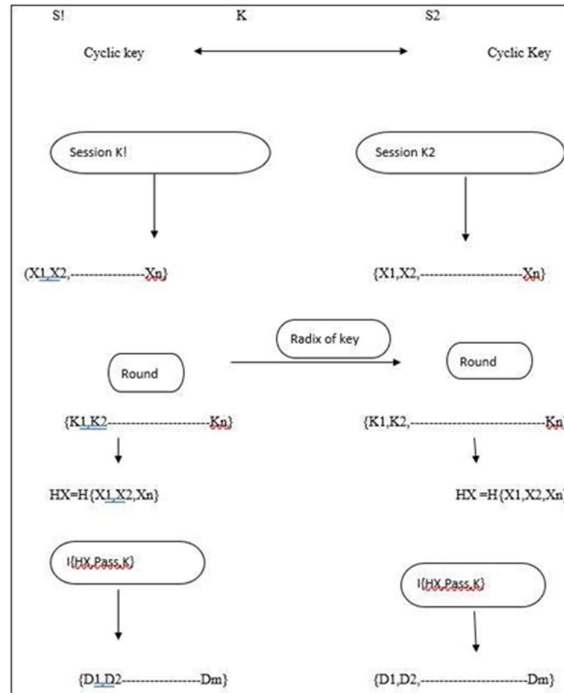 S! K S2
Cyclic key Cyclic Key
Session K! Session K2
(X1,X2,------------------Xn} {X1,X2,-------------------------Xn}
Radix of key
Round Round
{K1,K2-------------------------Kn} {K1,K2,---------------------------------Kn}
HX=H{X1,X2,Xn} HX =H{X1,X2,Xn}
I{HX,Pass,K} I{HX,Pass,K}
{D1,D2-------------------Dm} {D1,D2,-------------------------Dm}